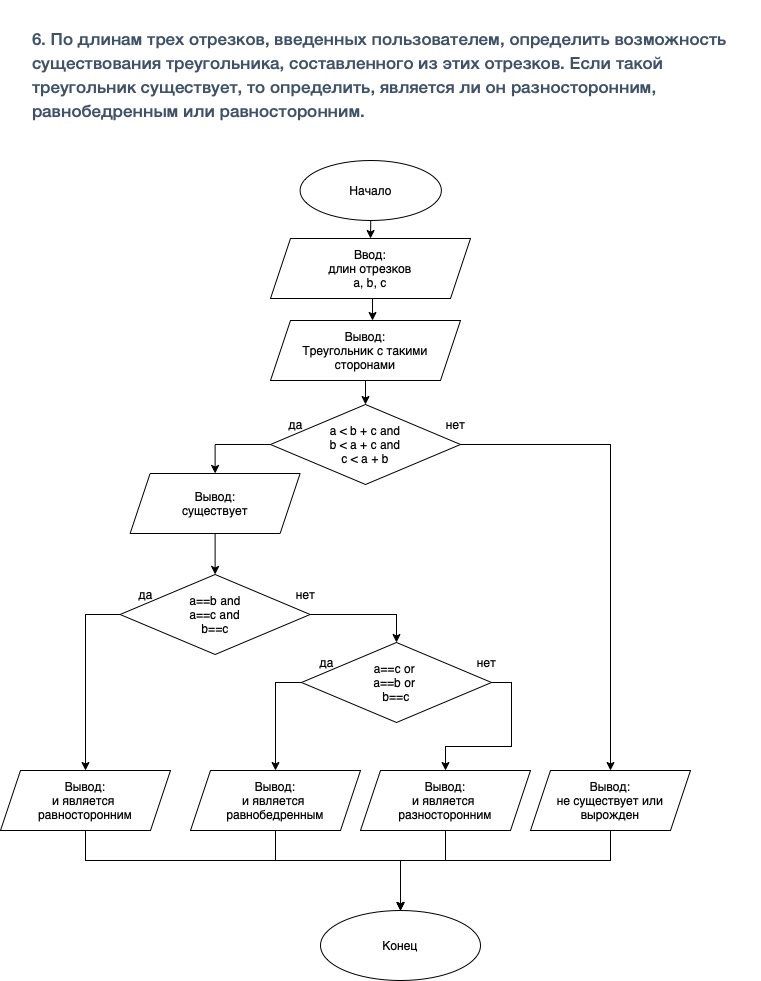 6. По длинам трех отрезков, введенных пользователем, определить возможность
существования треугольника, составленного из этих отрезков. Если такой
треугольник существует, то определить, является ли он разносторонним,
равнобедренным или равносторонним.
Начало
Ввод:
длин отрезков
a, b, c
Вывод:
Треугольник с такими
сторонами
да
нет
a < b + c and
b < a + c and
c < a + b
Вывод:
существует
да
нет
a==b and
a==c and
b==c
да
нет
a==c or
a==b or
b==c
Вывод:
и является
равносторонним
Вывод:
и является
равнобедренным
Вывод:
и является
разносторонним
Вывод:
не существует или
вырожден
Конец